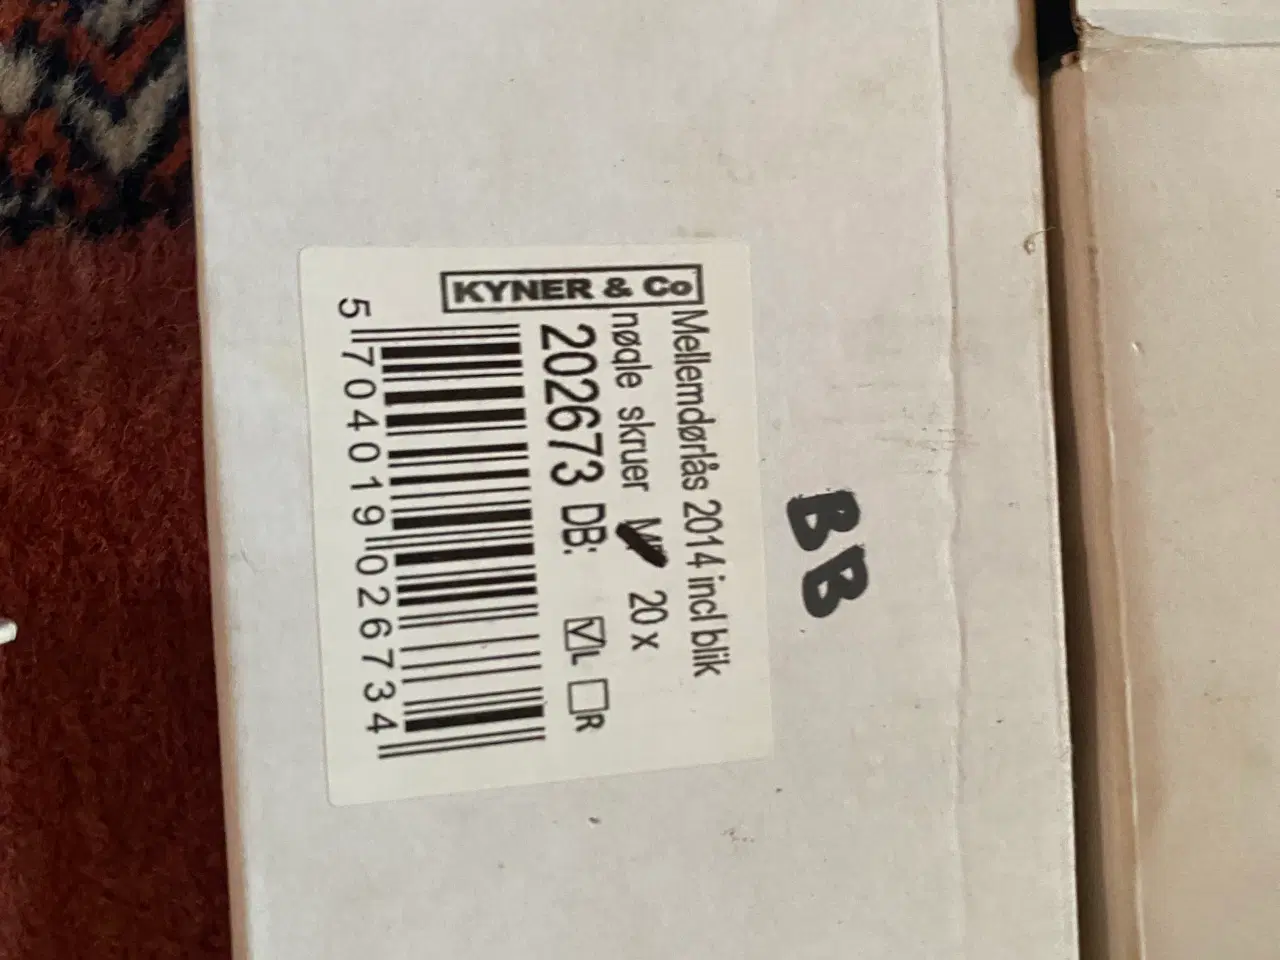 BB
KYNER & Co
Mellemdørlås 2014 incl blik
nøgle skruer 20 x
202673 DB: L R
5 704019 026734